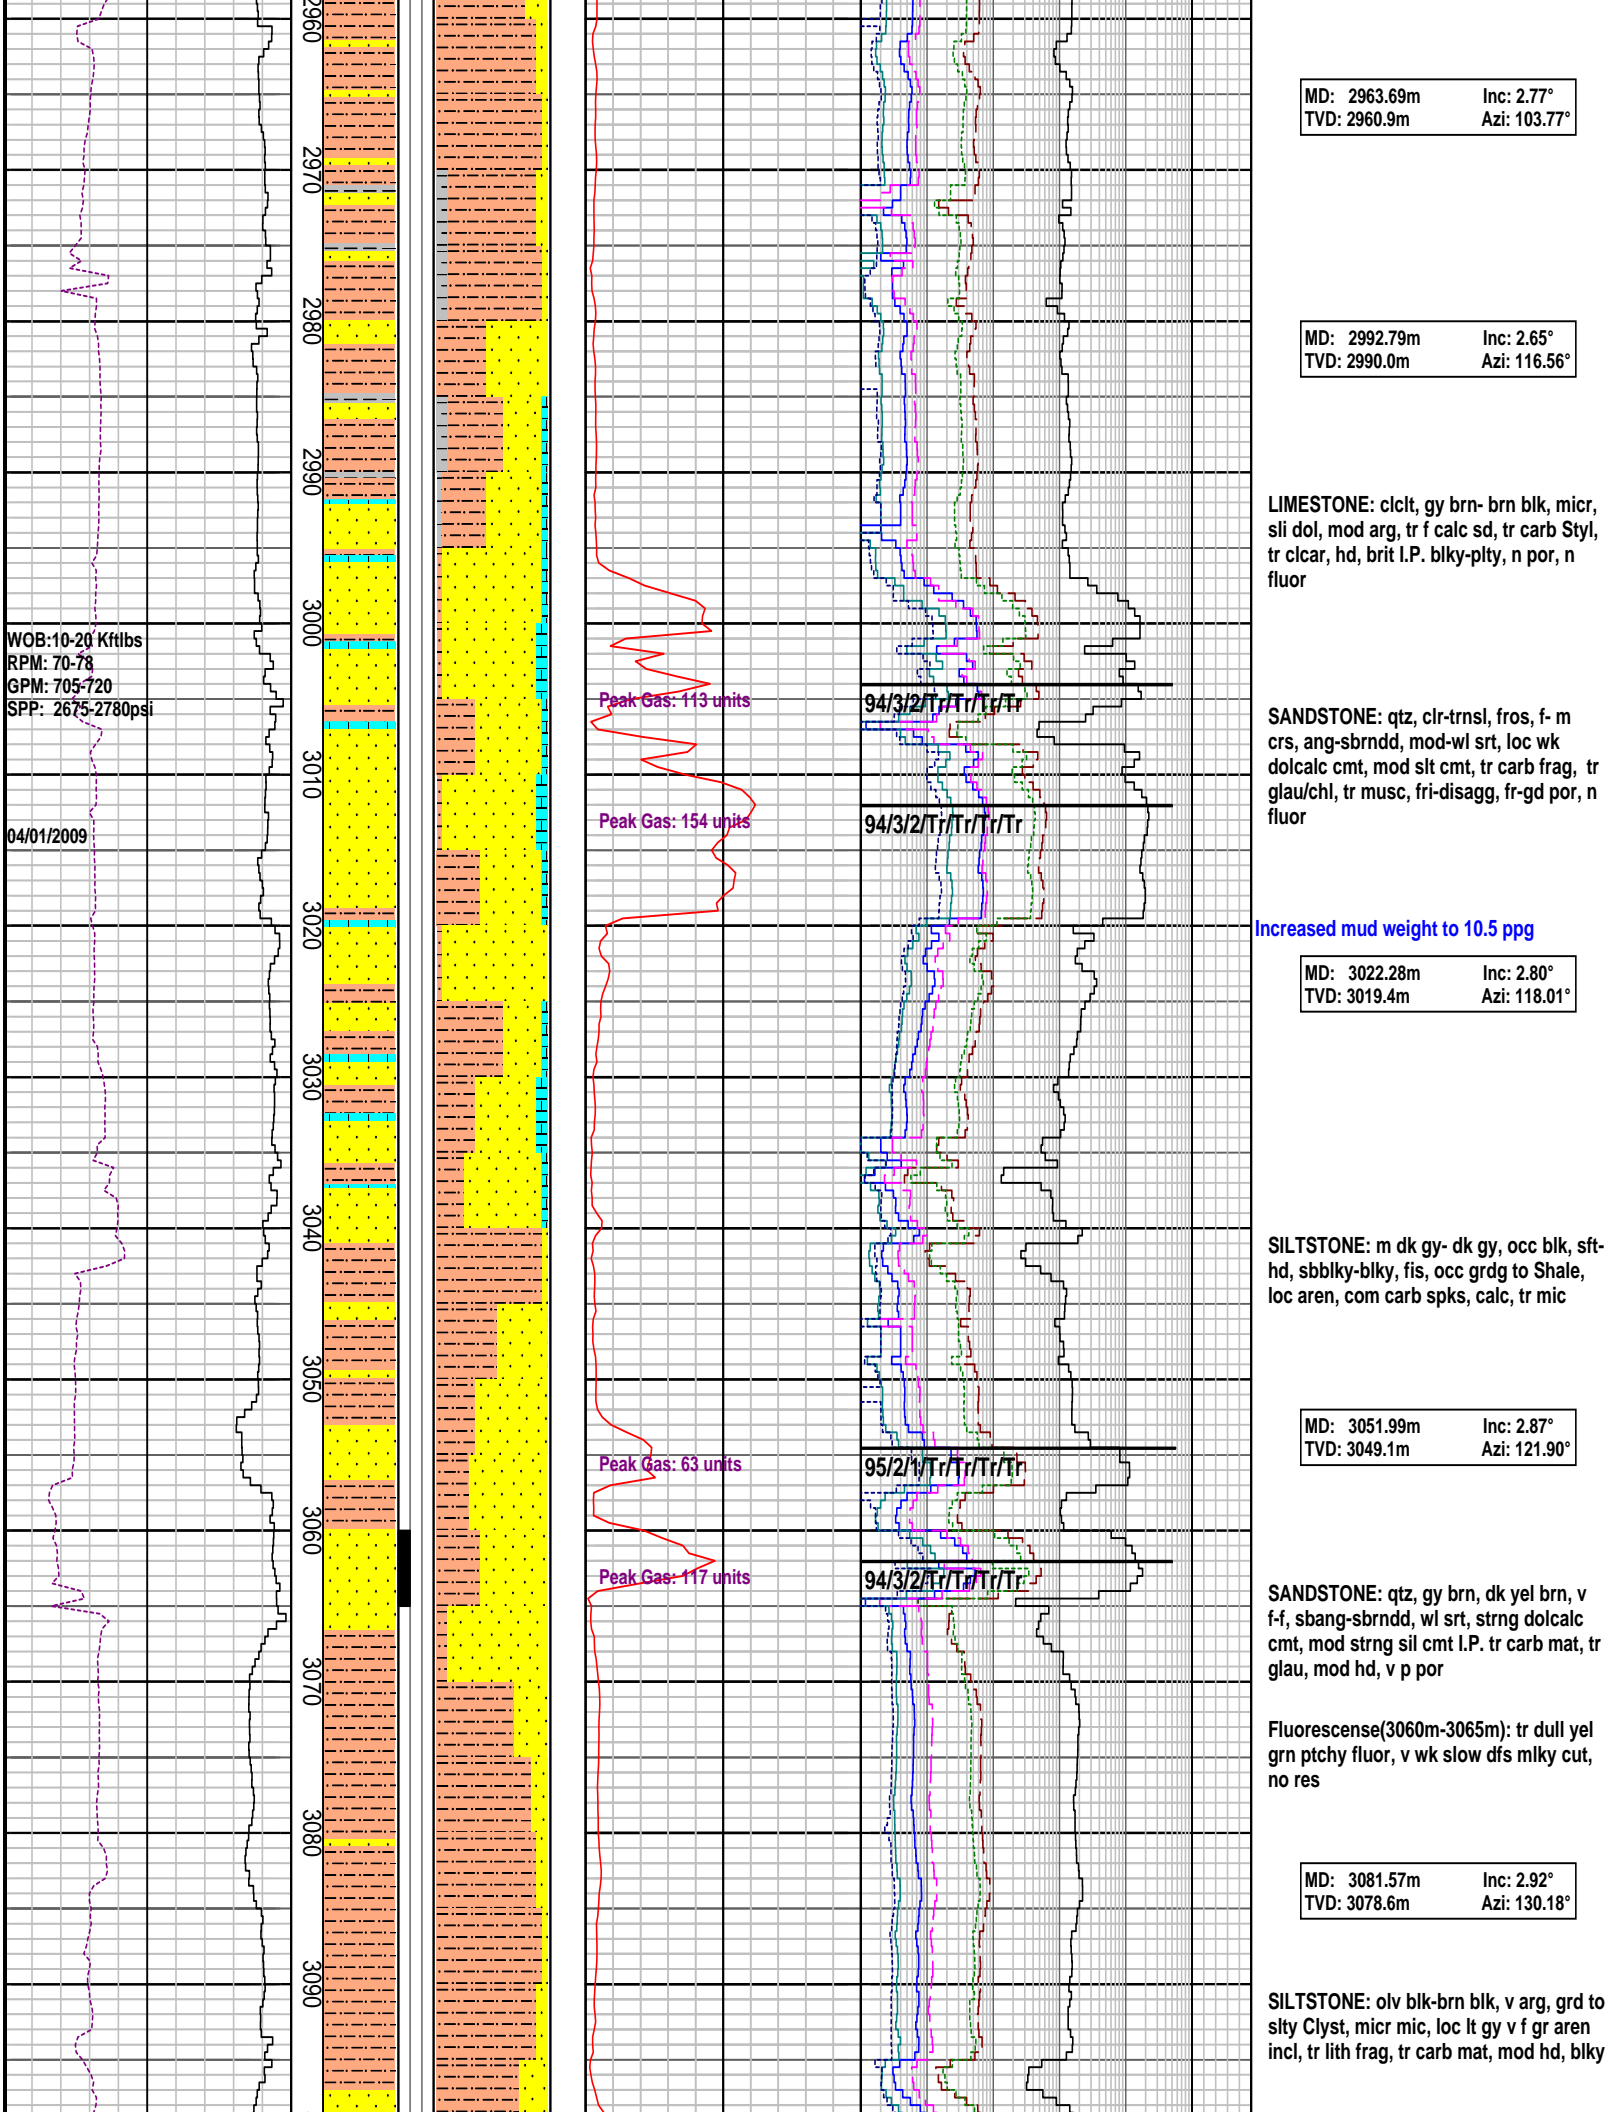 2960
2970
2980
2990
3000
3010
3020
3030
3040
3050
3060
3070
3080
3090
WOB:10-20 Kftlbs
RPM: 70-78
GPM: 705-720
SPP: 2675-2780psi
04/01/2009
Peak Gas: 113 units
Peak Gas: 154 units
Peak Gas: 63 units
Peak Gas: 117 units
94/3/2/Tr/Tr/Tr/Tr
94/3/2/Tr/Tr/Tr/Tr
95/2/1/Tr/Tr/Tr/Tr
94/3/2/Tr/Tr/Tr/Tr
MD: 2963.69m Inc: 2.77°
TVD: 2960.9m Azi: 103.77°
MD: 2992.79m Inc: 2.65°
TVD: 2990.0m Azi: 116.56°
LIMESTONE: clclt, gy brn- brn blk, micr,
sli dol, mod arg, tr f calc sd, tr carb Styl,
tr clcar, hd, brit I.P. blky-plty, n por, n
fluor
SANDSTONE: qtz, clr-trnsl, fros, f- m
crs, ang-sbrndd, mod-wl srt, loc wk
dolcalc cmt, mod slt cmt, tr carb frag, tr
glau/chl, tr musc, fri-disagg, fr-gd por, n
fluor
Increased mud weight to 10.5 ppg
MD: 3022.28m Inc: 2.80°
TVD: 3019.4m Azi: 118.01°
SILTSTONE: m dk gy- dk gy, occ blk, sft-
hd, sbblky-blky, fis, occ grdg to Shale,
loc aren, com carb spks, calc, tr mic
MD: 3051.99m Inc: 2.87°
TVD: 3049.1m Azi: 121.90°
SANDSTONE: qtz, gy brn, dk yel brn, v
f-f, sbang-sbrndd, wl srt, strng dolcalc
cmt, mod strng sil cmt I.P. tr carb mat, tr
glau, mod hd, v p por
Fluorescense(3060m-3065m): tr dull yel
grn ptchy fluor, v wk slow dfs mlky cut,
no res
MD: 3081.57m Inc: 2.92°
TVD: 3078.6m Azi: 130.18°
SILTSTONE: olv blk-brn blk, v arg, grd to
slty Clyst, micr mic, loc lt gy v f gr aren
incl, tr lith frag, tr carb mat, mod hd, blky